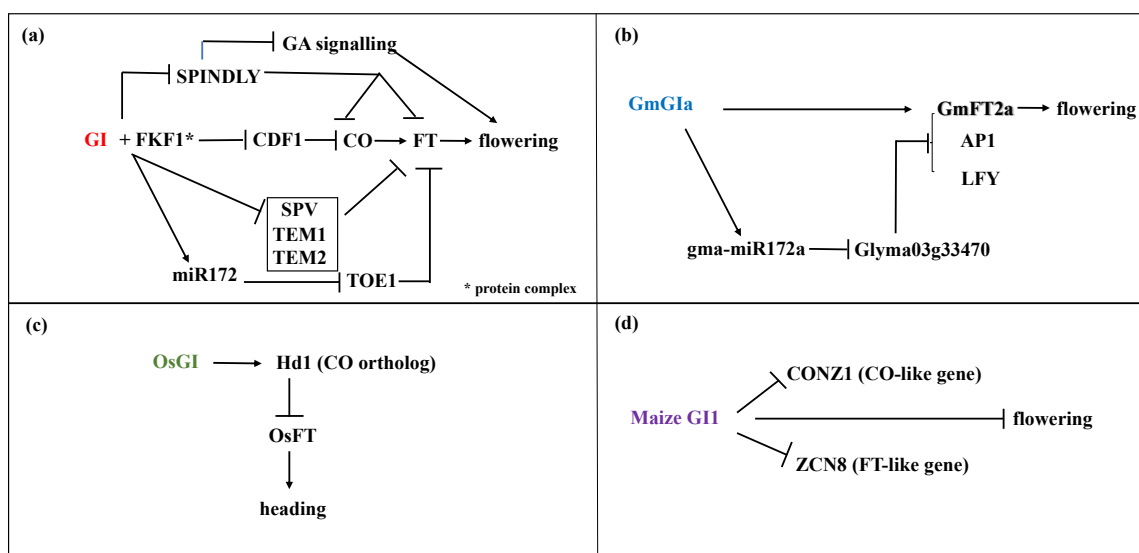 (a)
GA signalling
SPINDLY
GI + FKF1* CDF1 CO FT flowering
SPV
TEM1
TEM2
miR172 TOE1
* protein complex
(b)
GmGIa GmFT2a flowering
AP1
LFY
gma-miR172a Glyma03g33470
(c)
OsGI Hd1 (CO ortholog)
OsFT
heading
(d)
CONZ1 (CO-like gene)
Maize GI1 flowering
ZCN8 (FT-like gene)